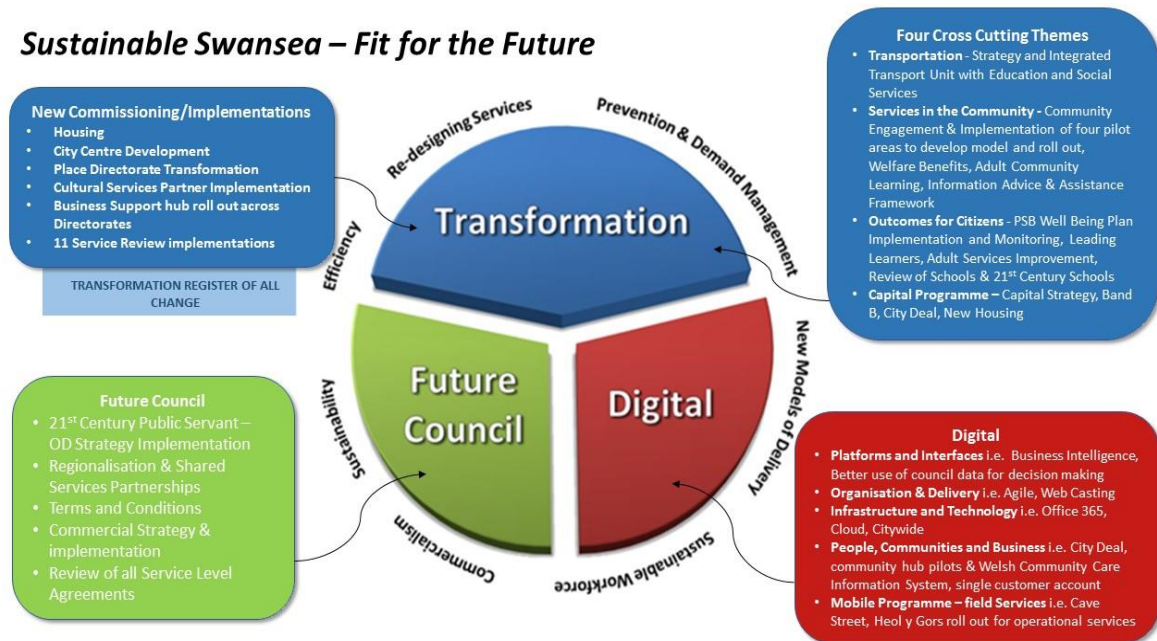 Sustainable Swansea – Fit for the Future
New Commissioning/Implementations
• Housing
• City Centre Development
• Place Directorate Transformation
• Cultural Services Partner Implementation
• Business Support hub roll out across
Directorates
• 11 Service Review implementations
TRANSFORMATION REGISTER OF ALL
CHANGE
Four Cross Cutting Themes
• Transportation - Strategy and Integrated
Transport Unit with Education and Social
Services
• Services in the Community - Community
Engagement & Implementation of four pilot
areas to develop model and roll out,
Welfare Benefits, Adult Community
Learning, Information Advice & Assistance
Framework
• Outcomes for Citizens - PSB Well Being Plan
Implementation and Monitoring, Leading
Learners, Adult Services Improvement,
Review of Schools & 21st Century Schools
• Capital Programme – Capital Strategy, Band
B, City Deal, New Housing
Efficiency
Re-designing Services
Prevention & Demand Management
New Models of Delivery
Sustainable Workforce
Commercialism
Sustainability
Transformation
Future
Council
Digital
Future Council
• 21st Century Public Servant –
OD Strategy Implementation
• Regionalisation & Shared
Services Partnerships
• Terms and Conditions
• Commercial Strategy &
implementation
• Review of all Service Level
Agreements
Digital
• Platforms and Interfaces i.e. Business Intelligence,
Better use of council data for decision making
• Organisation & Delivery i.e. Agile, Web Casting
• Infrastructure and Technology i.e. Office 365,
Cloud, Citywide
• People, Communities and Business i.e. City Deal,
community hub pilots & Welsh Community Care
Information System, single customer account
• Mobile Programme – field Services i.e. Cave
Street, Heol y Gors roll out for operational services